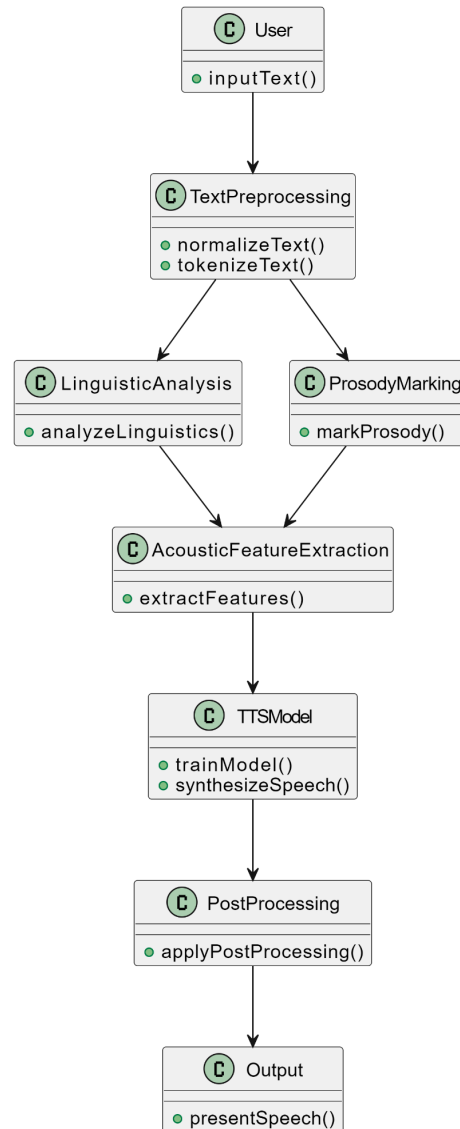 C User
inputText()
C TextPreprocessing
normalizeText()
tokenizeText()
C LinguisticAnalysis
analyzeLinguistics()
C ProsodyMarking
markProsody()
C AcousticFeatureExtraction
extractFeatures()
C TTSModel
trainModel()
synthesizeSpeech()
C PostProcessing
applyPostProcessing()
C Output
presentSpeech()